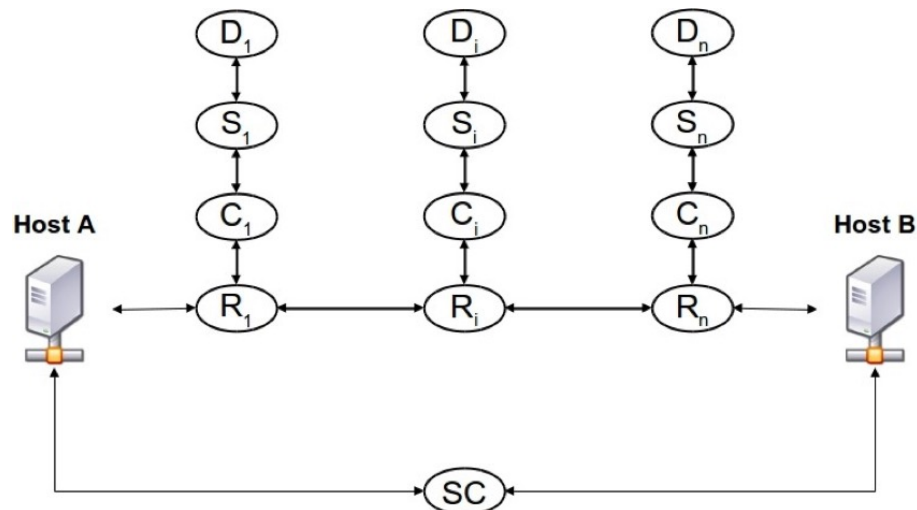 D₁ Dᵢ Dₙ
S₁ Sᵢ Sₙ
C₁ Cᵢ Cₙ
Host A Host B
R₁ Rᵢ Rₙ
SC